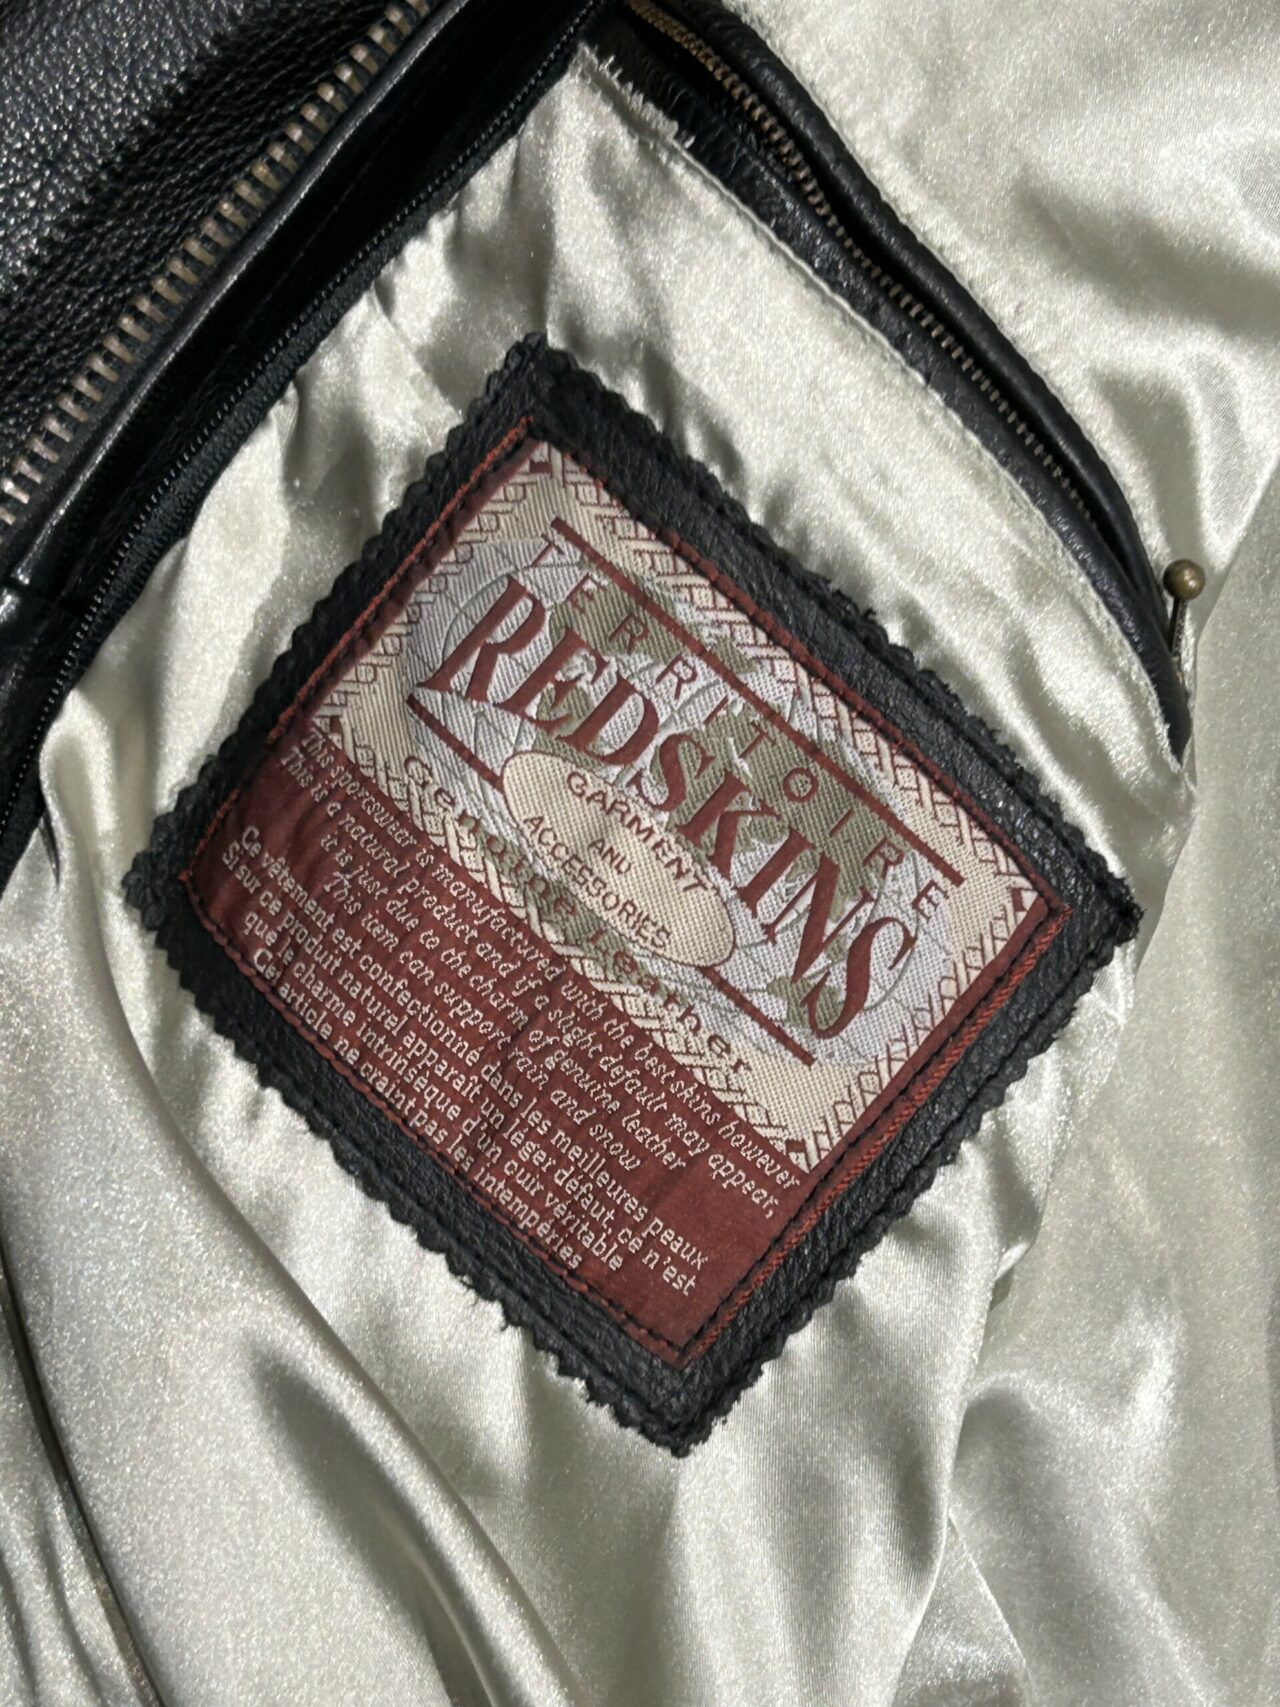 TERRITOIRE
REDSKINS
GARMENT
AND
ACCESSORIES
Genuine Leather
This sportswear is manufactured with the best skins however
This is a natural product and if a slight default may appear,
it is just due to the charm of genuine leather
This item can support rain and snow
Ce vêtement est confectionné dans les meilleures peaux
Si sur ce produit naturel apparaît un léger défaut, ce n'est
que le charme intrinsèque d'un cuir véritable
Cet article ne craint pas les intempéries